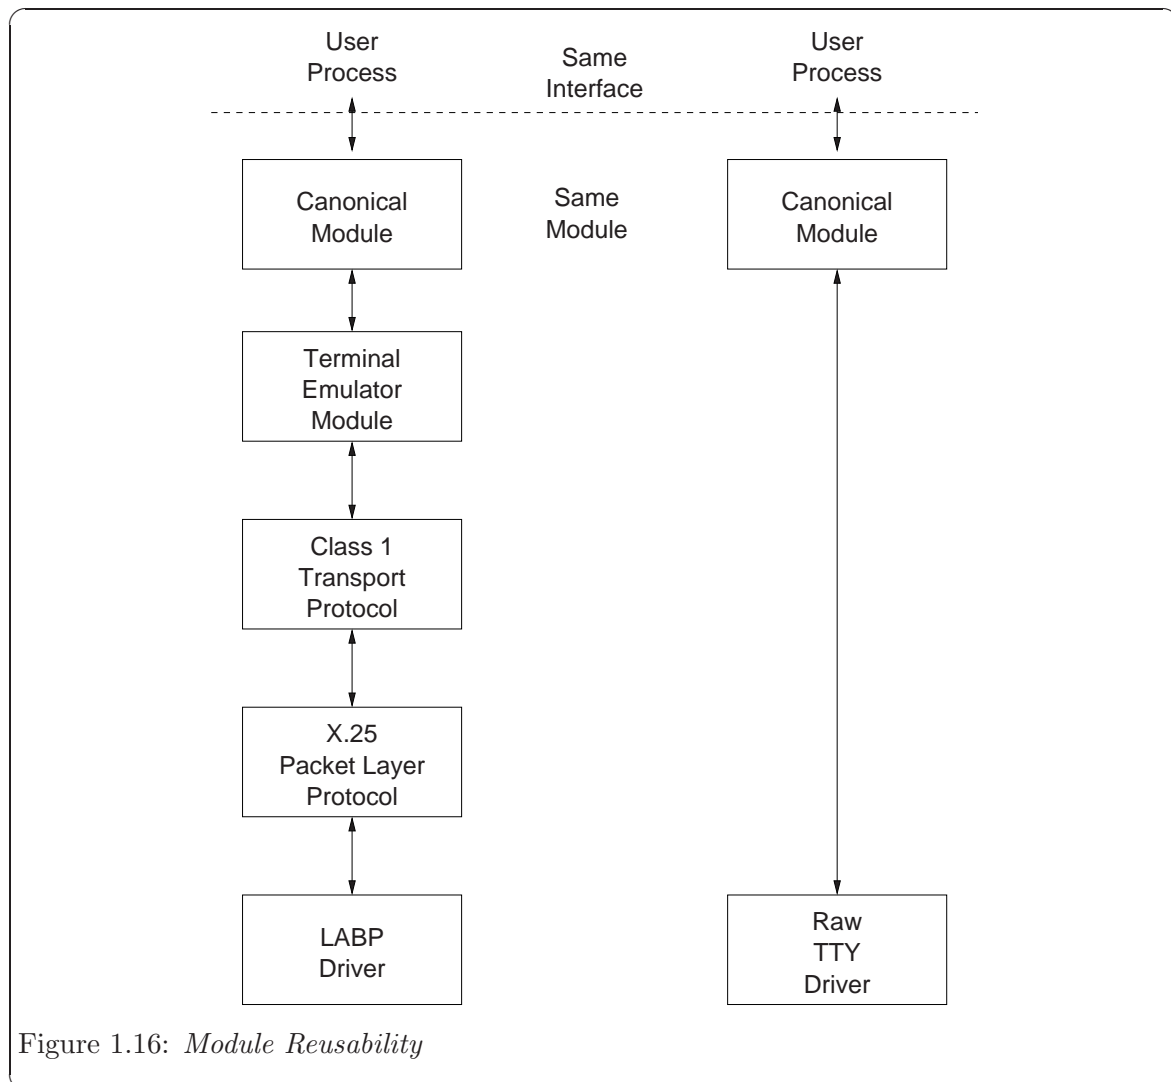 User
Process
Same
Interface
User
Process
Canonical
Module
Same
Module
Canonical
Module
Terminal
Emulator
Module
Class 1
Transport
Protocol
X.25
Packet Layer
Protocol
LABP
Driver
Raw
TTY
Driver
Figure 1.16: Module Reusability